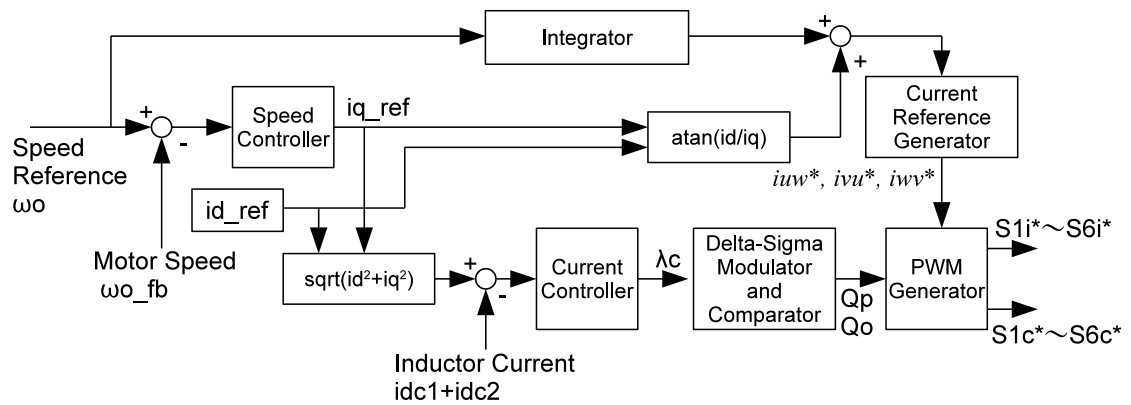 Integrator
+
+
Speed
Controller
iq_ref
+
-
Speed
Reference
ωo
atan(id/iq)
Current
Reference
Generator
iuw*, ivu*, iwv*
id_ref
Motor Speed
ωo_fb
sqrt(id²+iq²)
+
-
Current
Controller
λc
Delta-Sigma
Modulator
and
Comparator
Qp
Qo
PWM
Generator
S1i*～S6i*
S1c*～S6c*
Inductor Current
idc1+idc2